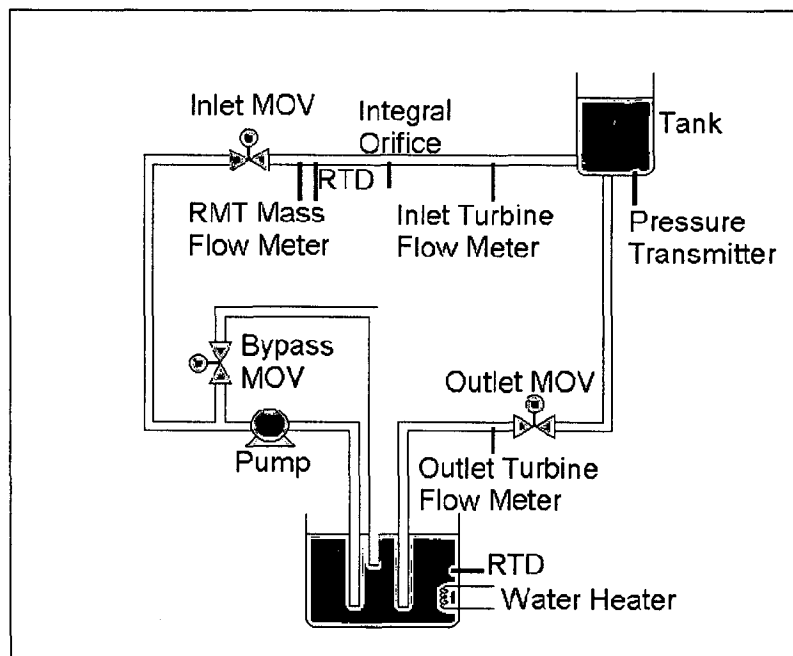 Inlet MOV
Integral
Orifice
Tank
RTD
RMT Mass
Flow Meter
Inlet Turbine
Flow Meter
Pressure
Transmitter
Bypass
MOV
Outlet MOV
Pump
Outlet Turbine
Flow Meter
RTD
Water Heater